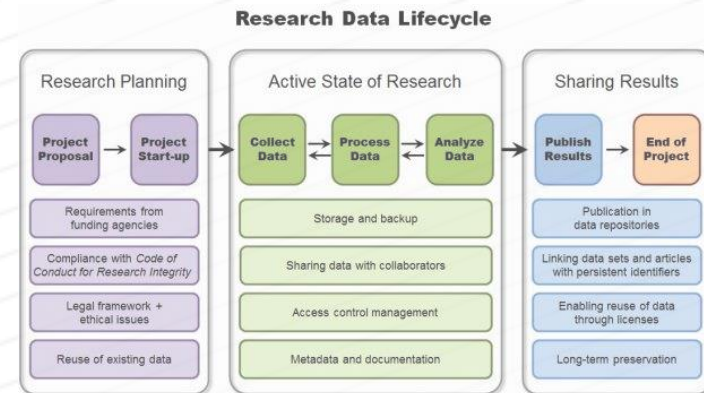 Research Data Lifecycle
Research Planning
Project
Proposal
Project
Start-up
Requirements from
funding agencies
Compliance with Code of
Conduct for Research Integrity
Legal framework +
ethical issues
Reuse of existing data
Active State of Research
Collect
Data
Process
Data
Analyze
Data
Storage and backup
Sharing data with collaborators
Access control management
Metadata and documentation
Sharing Results
Publish
Results
End of
Project
Publication in
data repositories
Linking data sets and articles
with persistent identifiers
Enabling reuse of data
through licenses
Long-term preservation